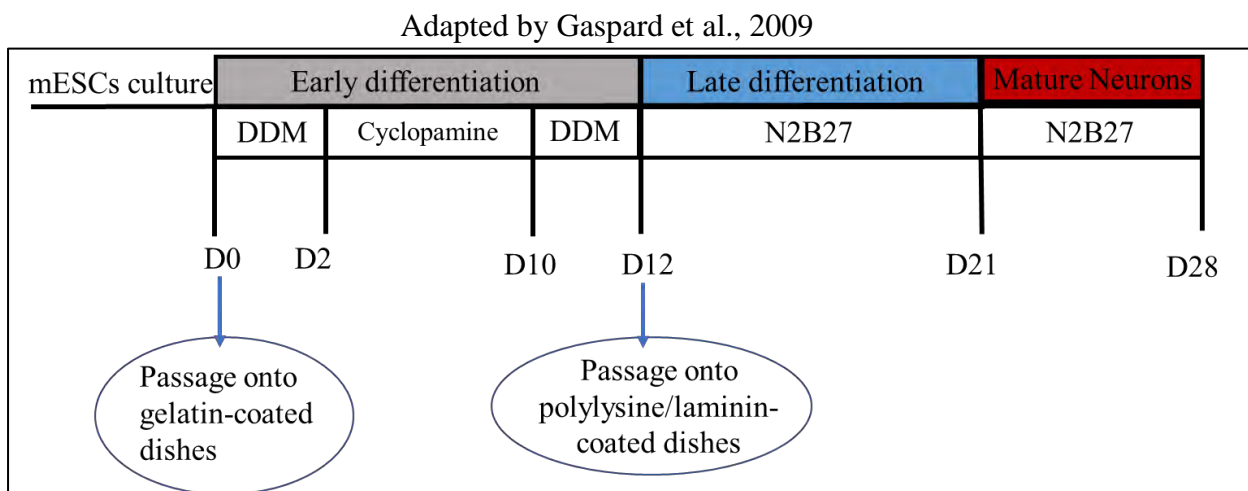 Adapted by Gaspard et al., 2009
mESCs culture Early differentiation Late differentiation Mature Neurons
DDM Cyclopamine DDM N2B27 N2B27
D0 D2 D10 D12 D21 D28
Passage onto
gelatin-coated
dishes
Passage onto
polylysine/laminin-
coated dishes